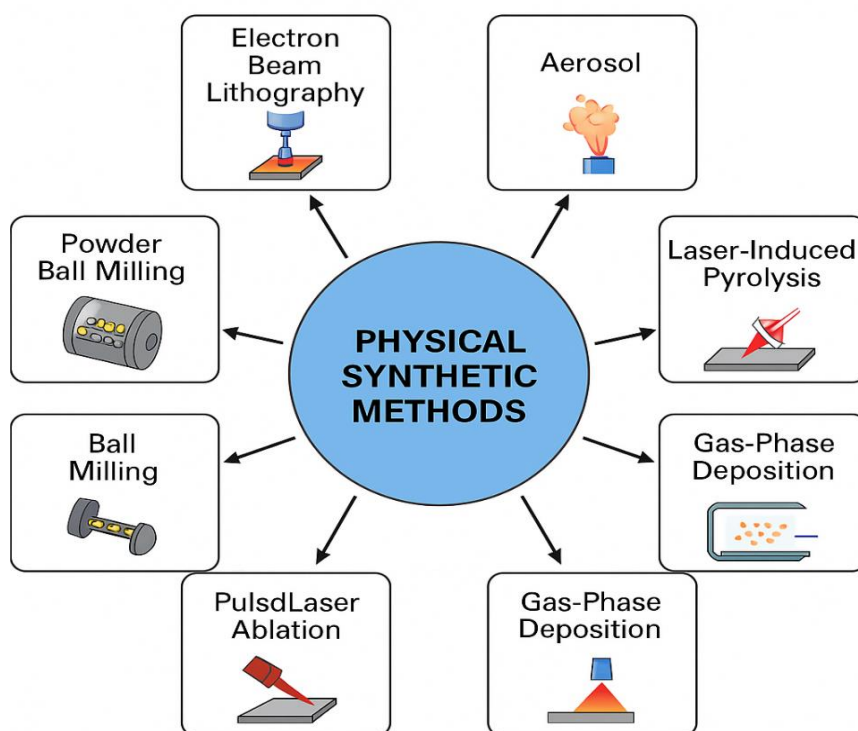 Electron
Beam
Lithography
Aerosol
Powder
Ball Milling
Laser-Induced
Pyrolysis
PHYSICAL
SYNTHETIC
METHODS
Ball
Milling
Gas-Phase
Deposition
PulsdLaser
Ablation
Gas-Phase
Deposition